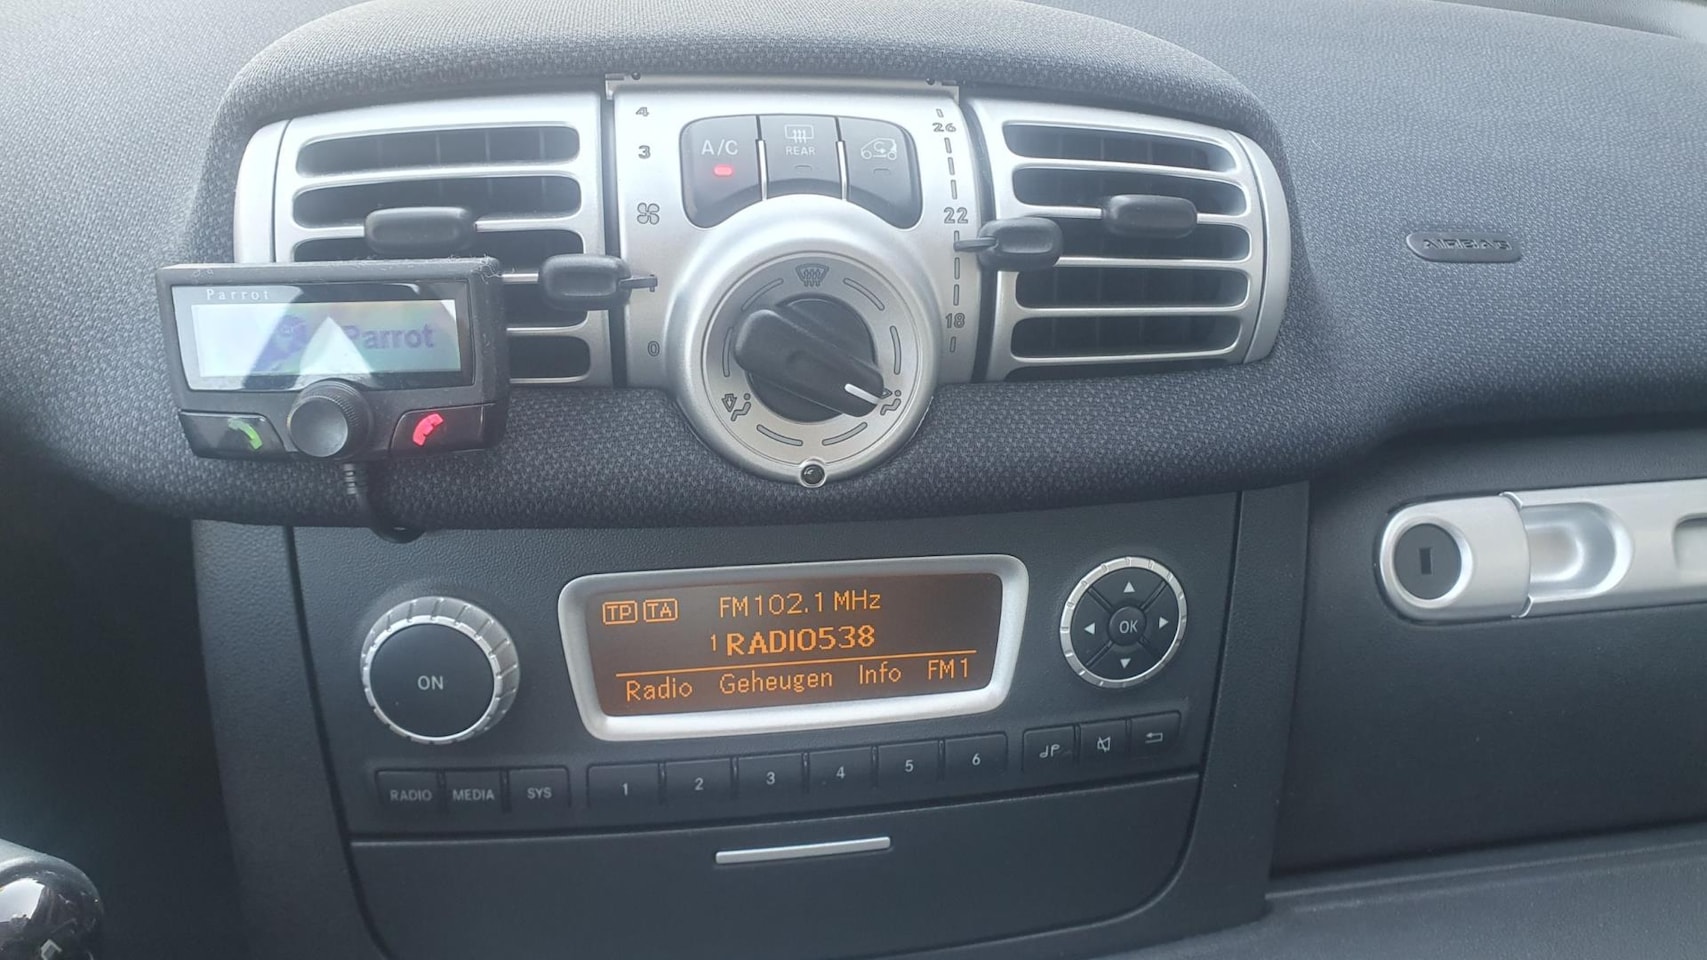 4
3
0
A/C
REAR
26
22
18
AIRBAG
Parrot
Parrot
TP TA FM102.1 MHz
1 RADIO538
Radio Geheugen Info FM1
ON
OK
RADIO MEDIA SYS 1 2 3 4 5 6